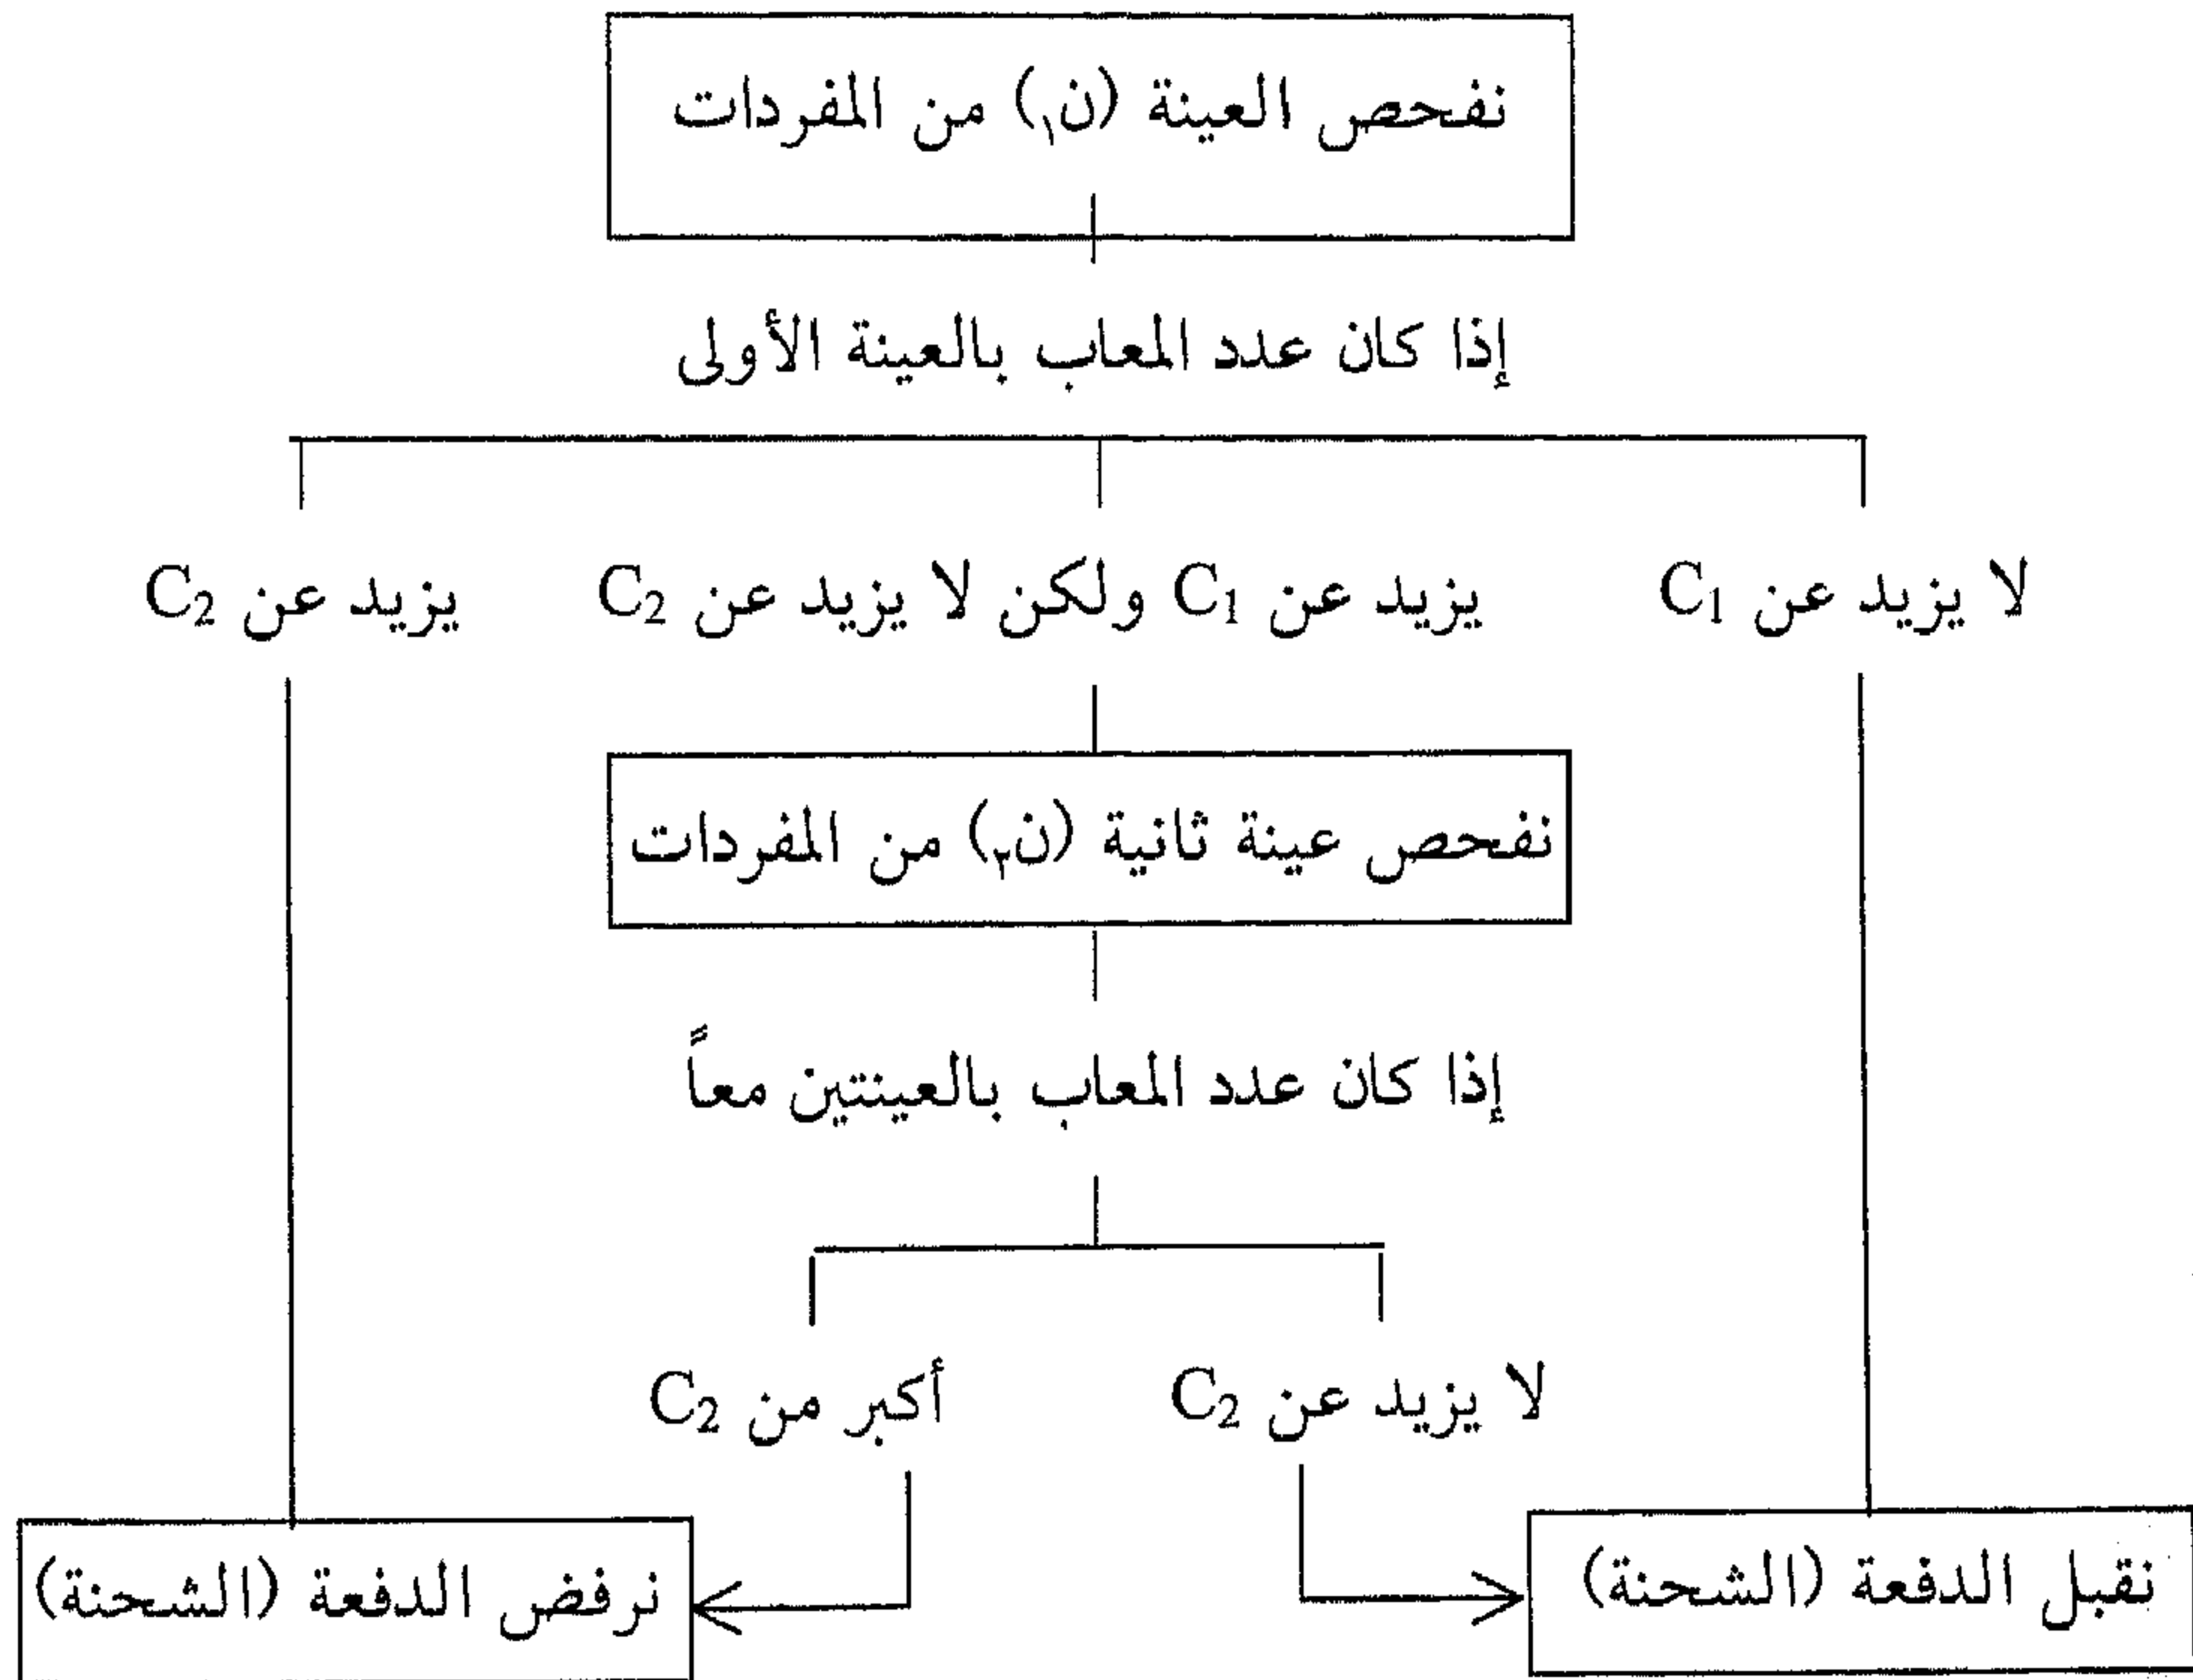 نفحص العينة (ن₁) من المفردات
إذا كان عدد المعاب بالعينة الأولى
لا يزيد عن C₁ يزيد عن C₁ ولكن لا يزيد عن C₂ يزيد عن C₂
نفحص عينة ثانية (ن₂) من المفردات
إذا كان عدد المعاب بالعينتين معاً
لا يزيد عن C₂ أكبر من C₂
نقبل الدفعة (الشحنة) نرفض الدفعة (الشحنة)